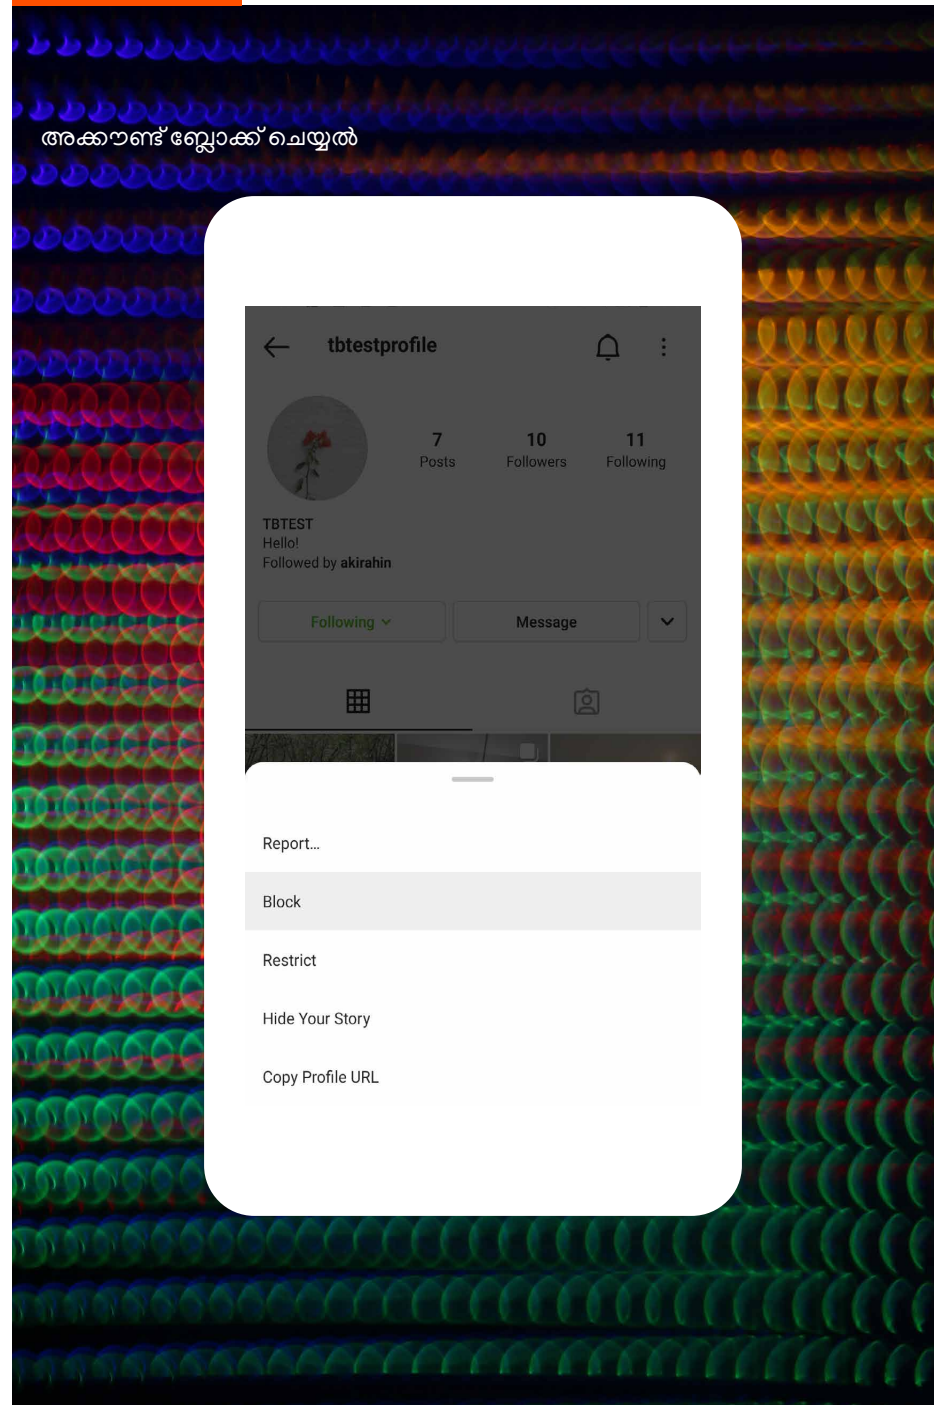 അക്കൗണ്ട് ബ്ലോക്ക് ചെയ്യൽ
tbtestprofile
7 10 11
Posts Followers Following
TBTEST
Hello!
Followed by akirahin
Following Message
Report...
Block
Restrict
Hide Your Story
Copy Profile URL